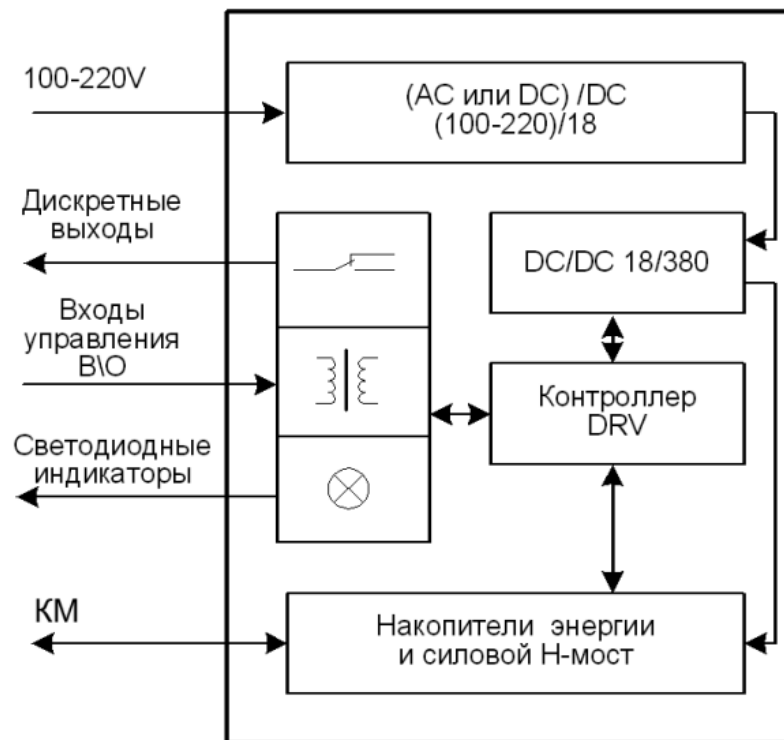 100-220V
(AC или DC) /DC
(100-220)/18
Дискретные
выходы
DC/DC 18/380
Входы
управления
В\О
Контроллер
DRV
Светодиодные
индикаторы
КМ
Накопители энергии
и силовой Н-мост